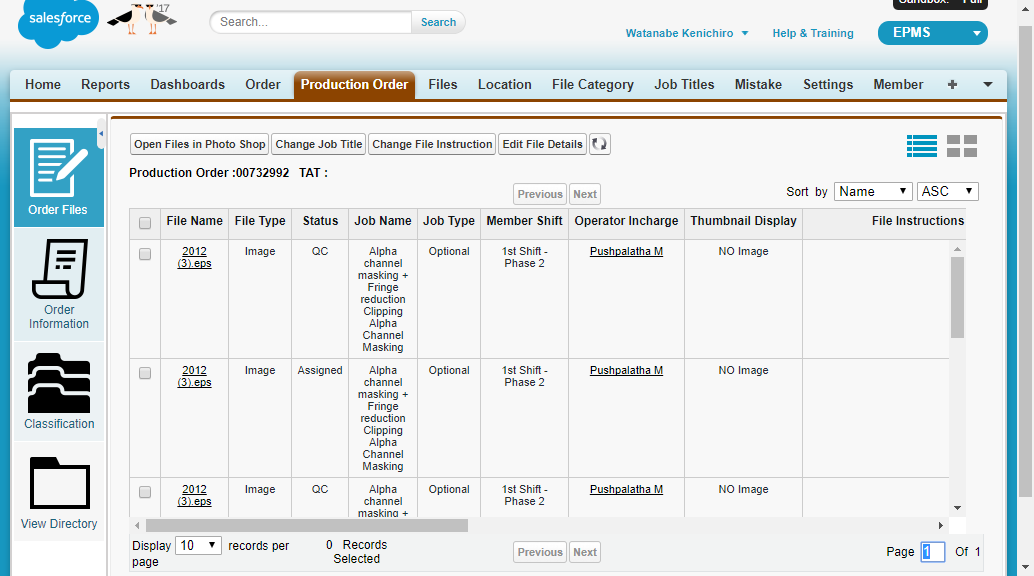 Sandbox: Full
salesforce
'17
Search...
Search
Watanabe Kenichiro
Help & Training
EPMS
Home Reports Dashboards Order Production Order Files Location File Category Job Titles Mistake Settings Member +
Order Files
Order
Information
Classification
View Directory
Open Files in Photo Shop Change Job Title Change File Instruction Edit File Details
Production Order :00732992 TAT :
Previous Next
Sort by Name ASC
File Name File Type Status Job Name Job Type Member Shift Operator Incharge Thumbnail Display File Instructions
2012
(3).eps
Image
QC
Alpha
channel
masking +
Fringe
reduction
Clipping
Alpha
Channel
Masking
Optional
1st Shift -
Phase 2
Pushpalatha M
NO Image
2012
(3).eps
Image
Assigned
Alpha
channel
masking +
Fringe
reduction
Clipping
Alpha
Channel
Masking
Optional
1st Shift -
Phase 2
Pushpalatha M
NO Image
2012
(3).eps
Image
QC
Alpha
channel
masking +
Optional
1st Shift -
Phase 2
Pushpalatha M
NO Image
Display 10 records per
page
0 Records
Selected
Previous Next
Page 1 Of 1